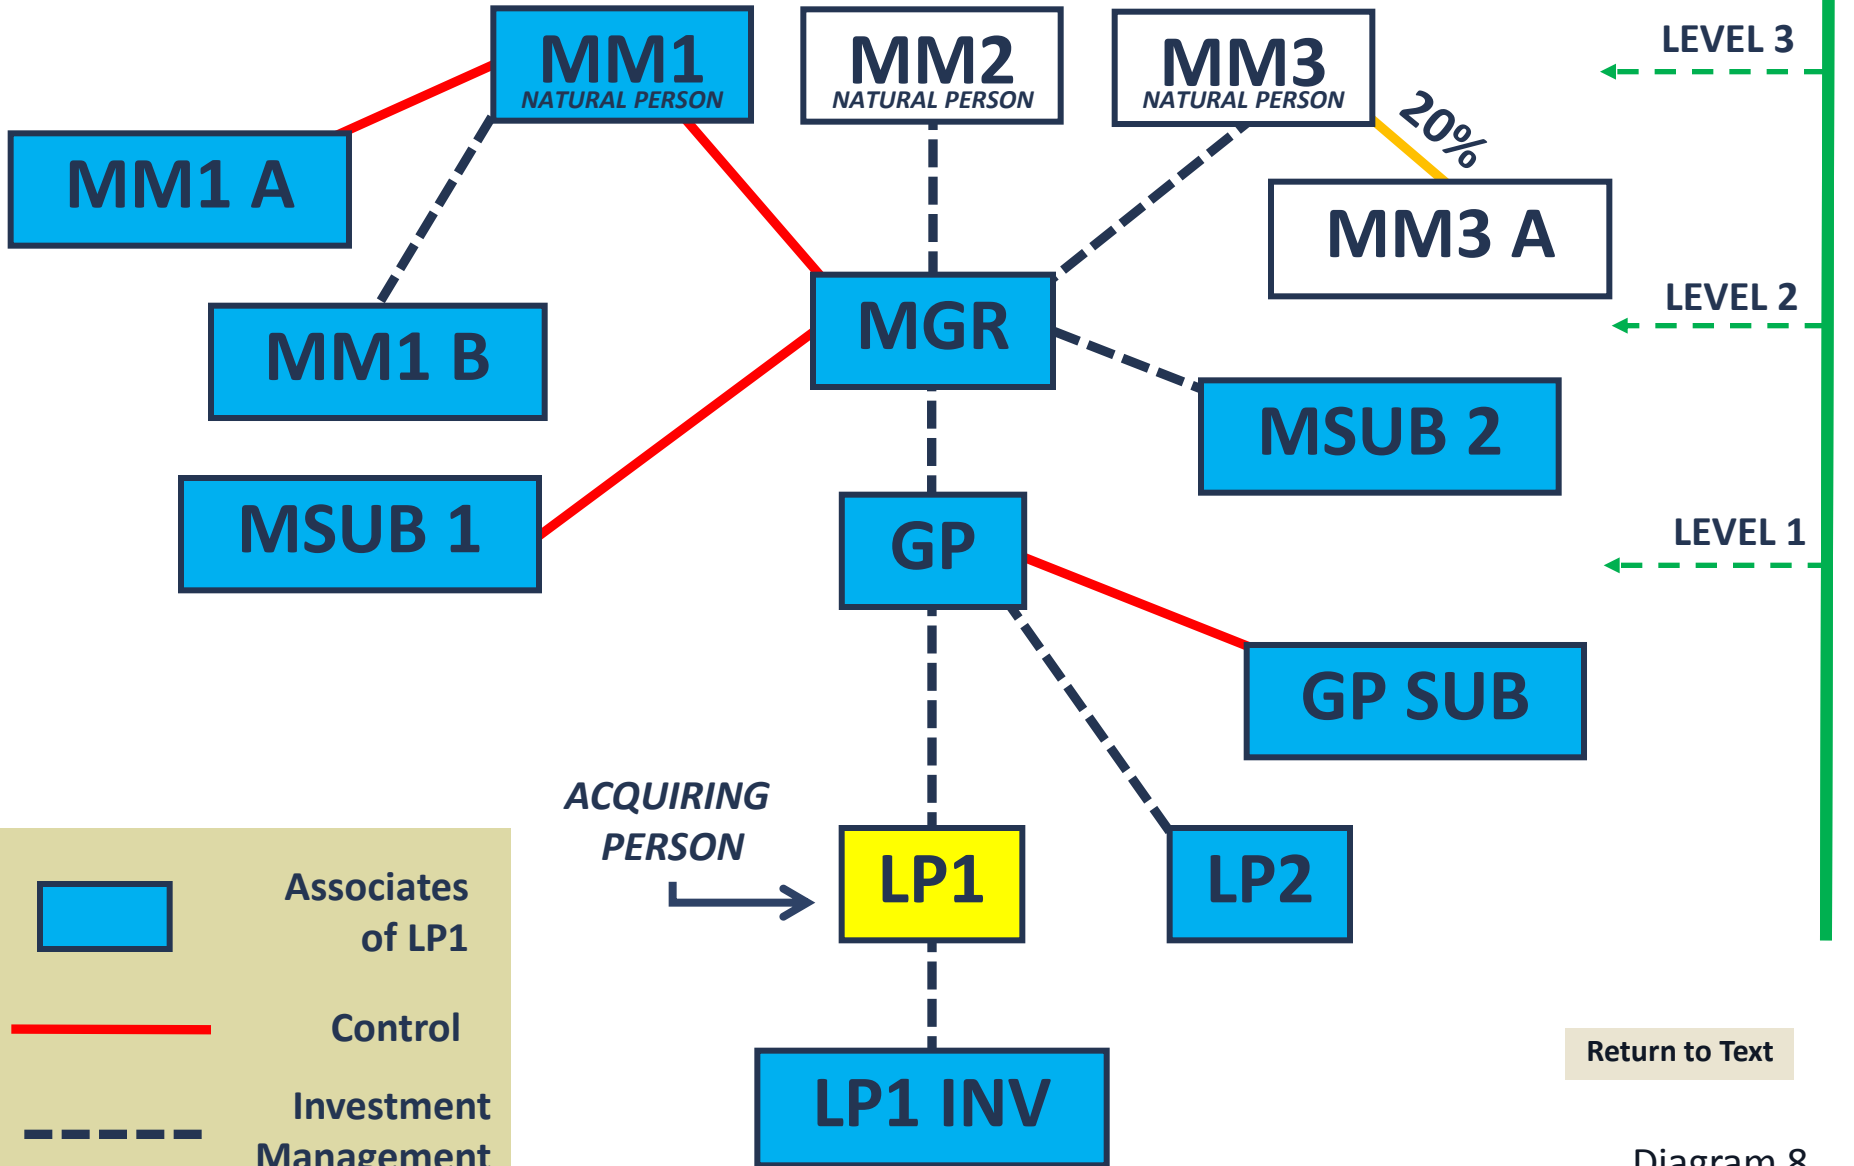 MM1
NATURAL PERSON
MM2
NATURAL PERSON
MM3
NATURAL PERSON
LEVEL 3
20%
MM1 A
MM3 A
LEVEL 2
MM1 B
MGR
MSUB 2
MSUB 1
GP
LEVEL 1
GP SUB
ACQUIRING
PERSON
LP1
LP2
Associates
of LP1
Control
Investment
Management
LP1 INV
Return to Text
Diagram 8